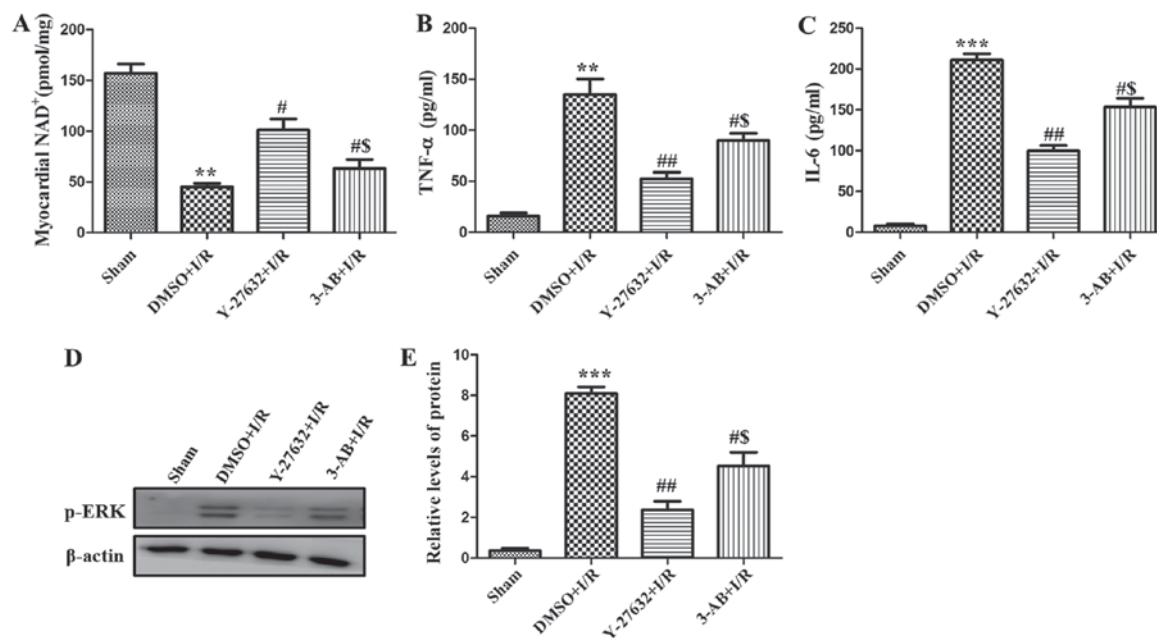 A
Myocardial NAD⁺(pmol/mg)
200
150
100
50
0
**
#
#$
Sham
DMSO+I/R
Y-27632+I/R
3-AB+I/R
B
TNF-α (pg/ml)
200
150
100
50
0
**
##
#$
Sham
DMSO+I/R
Y-27632+I/R
3-AB+I/R
C
IL-6 (pg/ml)
250
200
150
100
50
0
***
##
#$
Sham
DMSO+I/R
Y-27632+I/R
3-AB+I/R
D
Sham
DMSO+I/R
Y-27632+I/R
3-AB+I/R
p-ERK
β-actin
E
Relative levels of protein
10
8
6
4
2
0
***
##
#$
Sham
DMSO+I/R
Y-27632+I/R
3-AB+I/R